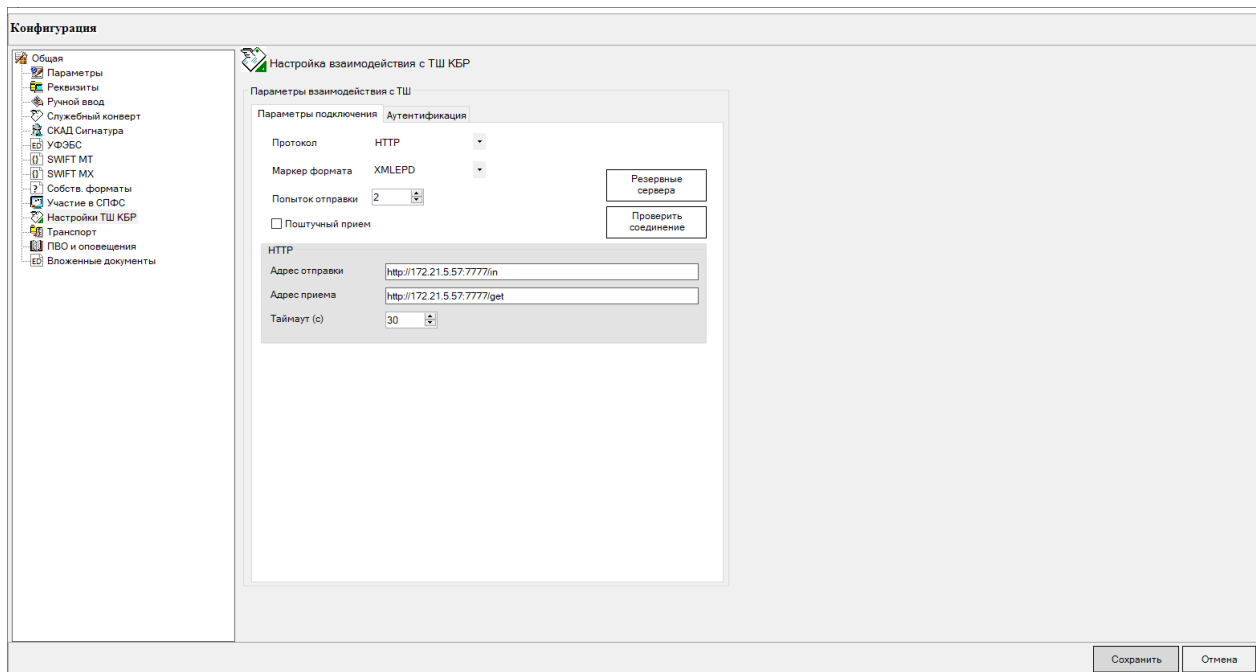 Конфигурация
Общая
Параметры
Реквизиты
Ручной ввод
Служебный конверт
СКАД Сигнатура
ED УФЭБС
{} SWIFT MT
{} SWIFT MX
? Собств. форматы
Участие в СПФС
Настройки ТШ КБР
Транспорт
ПВО и оповещения
ED Вложенные документы
Настройка взаимодействия с ТШ КБР
Параметры взаимодействия с ТШ
Параметры подключения Аутентификация
Протокол HTTP
Маркер формата XMLEPD
Попыток отправки 2
Поштучный прием
Резервные
сервера
Проверить
соединение
HTTP
Адрес отправки http://172.21.5.57:7777/in
Адрес приема http://172.21.5.57:7777/get
Таймаут (с) 30
Сохранить Отмена